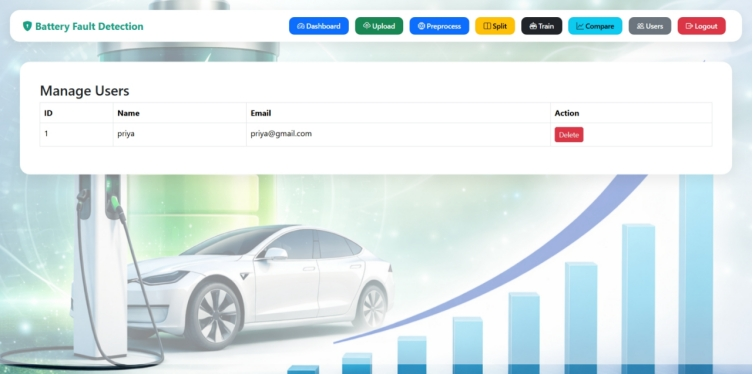 Battery Fault Detection Dashboard Upload Preprocess Split Train Compare Users Logout
Manage Users
ID Name Email Action
1 priya priya@gmail.com Delete